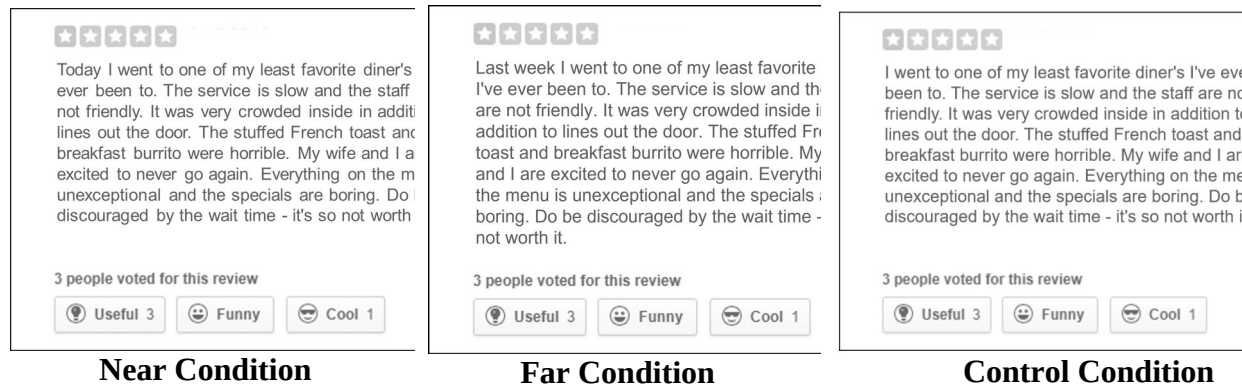 Today I went to one of my least favorite diner's
ever been to. The service is slow and the staff
not friendly. It was very crowded inside in additi
lines out the door. The stuffed French toast and
breakfast burrito were horrible. My wife and I a
excited to never go again. Everything on the m
unexceptional and the specials are boring. Do
discouraged by the wait time - it's so not worth
3 people voted for this review
Useful 3 Funny Cool 1
Near Condition
Last week I went to one of my least favorite
I've ever been to. The service is slow and the
are not friendly. It was very crowded inside i
addition to lines out the door. The stuffed Fre
toast and breakfast burrito were horrible. My
and I are excited to never go again. Everythi
the menu is unexceptional and the specials
boring. Do be discouraged by the wait time -
not worth it.
3 people voted for this review
Useful 3 Funny Cool 1
Far Condition
I went to one of my least favorite diner's I've eve
been to. The service is slow and the staff are no
friendly. It was very crowded inside in addition to
lines out the door. The stuffed French toast and
breakfast burrito were horrible. My wife and I ar
excited to never go again. Everything on the me
unexceptional and the specials are boring. Do b
discouraged by the wait time - it's so not worth i
3 people voted for this review
Useful 3 Funny Cool 1
Control Condition